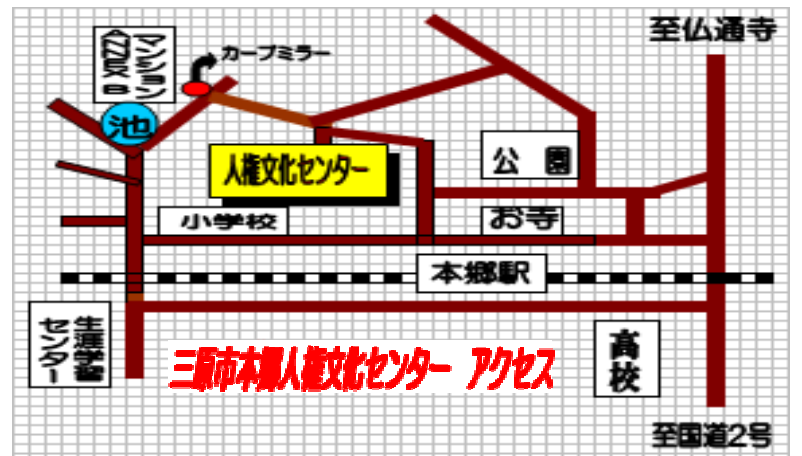 至仏通寺
カーブミラー
マンション
池
人権文化センター
公園
小学校
お寺
本郷駅
生涯学習
センター
高校
三原市本郷人権文化センター アクセス
至国道2号